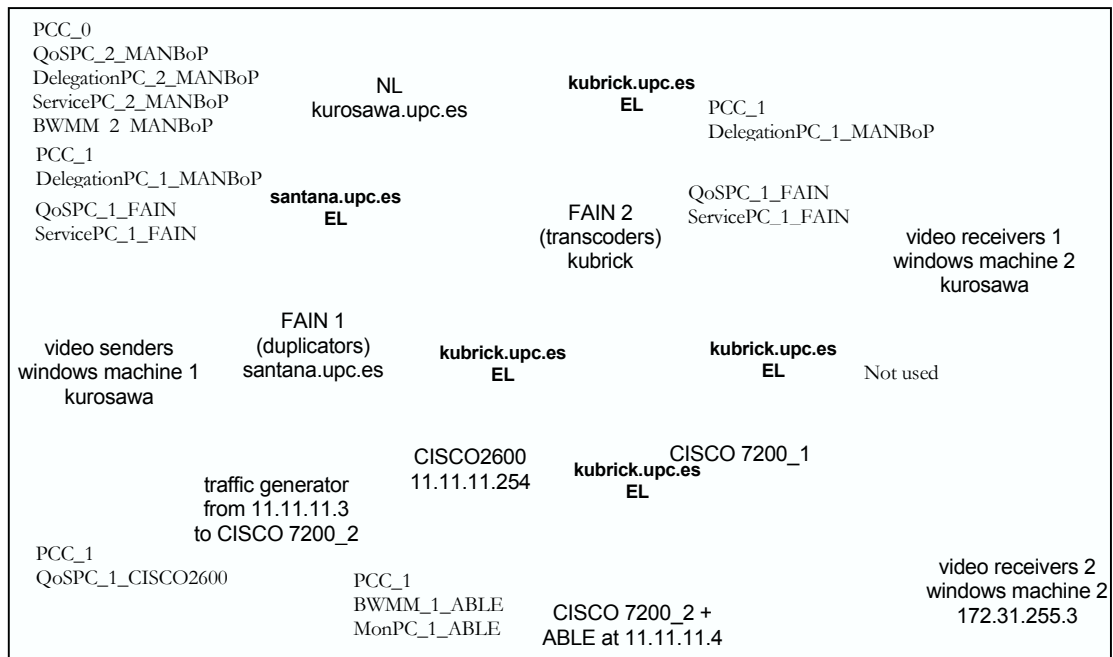 PCC_0
QoSPC_2_MANBoP
DelegationPC_2_MANBoP
ServicePC_2_MANBoP
BWMM_2_MANBoP
NL
kurosawa.upc.es
kubrick.upc.es
EL
PCC_1
DelegationPC_1_MANBoP
PCC_1
DelegationPC_1_MANBoP
QoSPC_1_FAIN
ServicePC_1_FAIN
santana.upc.es
EL
FAIN 2
(transcoders)
kubrick
QoSPC_1_FAIN
ServicePC_1_FAIN
video receivers 1
windows machine 2
kurosawa
video senders
windows machine 1
kurosawa
FAIN 1
(duplicators)
santana.upc.es
kubrick.upc.es
EL
kubrick.upc.es
EL
Not used
traffic generator
from 11.11.11.3
to CISCO 7200_2
CISCO2600
11.11.11.254
kubrick.upc.es
EL
CISCO 7200_1
PCC_1
QoSPC_1_CISCO2600
PCC_1
BWMM_1_ABLE
MonPC_1_ABLE
CISCO 7200_2 +
ABLE at 11.11.11.4
video receivers 2
windows machine 2
172.31.255.3